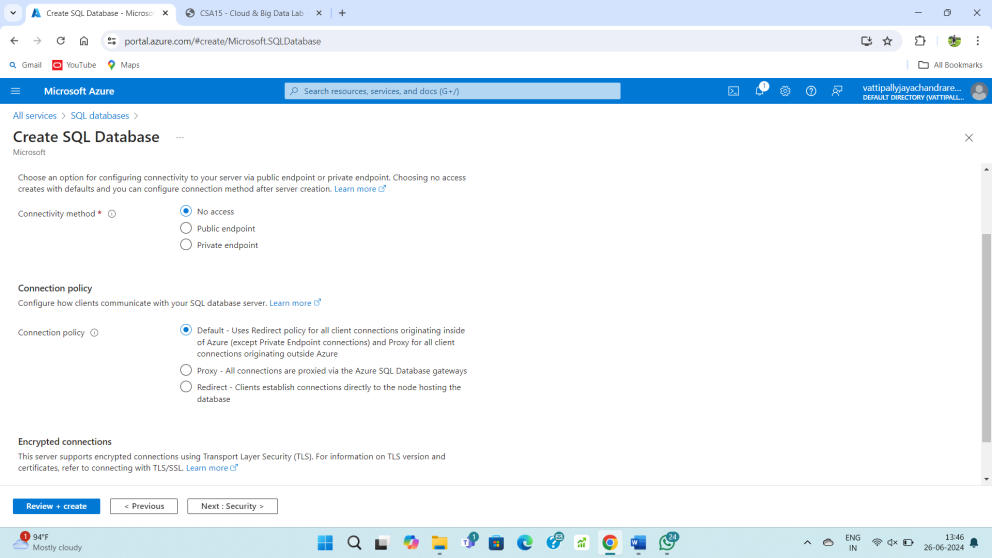 Create SQL Database - Microso
CSA15 - Cloud & Big Data Lab
portal.azure.com/#create/Microsoft.SQLDatabase
Gmail
YouTube
Maps
All Bookmarks
Microsoft Azure
Search resources, services, and docs (G+/)
1
vattipallyjayachandrare...
DEFAULT DIRECTORY (VATTIPALL...
All services > SQL databases >
Create SQL Database ...
Microsoft
Choose an option for configuring connectivity to your server via public endpoint or private endpoint. Choosing no access
creates with defaults and you can configure connection method after server creation. Learn more
Connectivity method *
No access
Public endpoint
Private endpoint
Connection policy
Configure how clients communicate with your SQL database server. Learn more
Connection policy
Default - Uses Redirect policy for all client connections originating inside
of Azure (except Private Endpoint connections) and Proxy for all client
connections originating outside Azure
Proxy - All connections are proxied via the Azure SQL Database gateways
Redirect - Clients establish connections directly to the node hosting the
database
Encrypted connections
This server supports encrypted connections using Transport Layer Security (TLS). For information on TLS version and
certificates, refer to connecting with TLS/SSL. Learn more
Review + create
< Previous
Next : Security >
1
94°F
Mostly cloudy
1
24
ENG
IN
13:46
26-06-2024